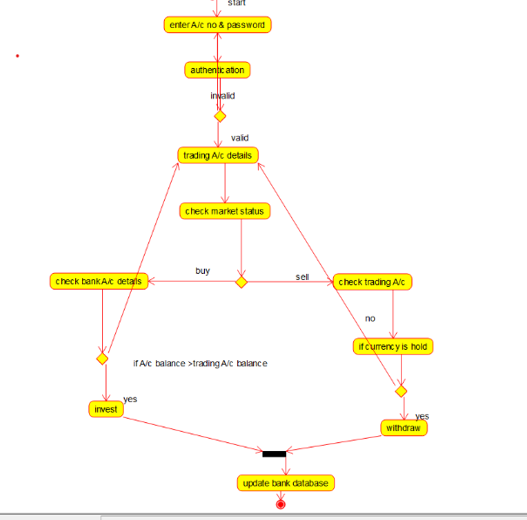 start
enter A/c no & password
authentication
invalid
valid
trading A/c details
check market status
buy
sell
check bank A/c details
check trading A/c
no
if currency is hold
if A/c balance >trading A/c balance
yes
invest
yes
withdraw
update bank database